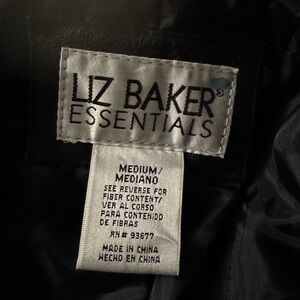 LIZ BAKER®
ESSENTIALS
MEDIUM/
MEDIANO
SEE REVERSE FOR
FIBER CONTENT/
VER AL CORSO
PARA CONTENIDO
DE FIBRAS
RN# 93677
MADE IN CHINA
HECHO EN CHINA